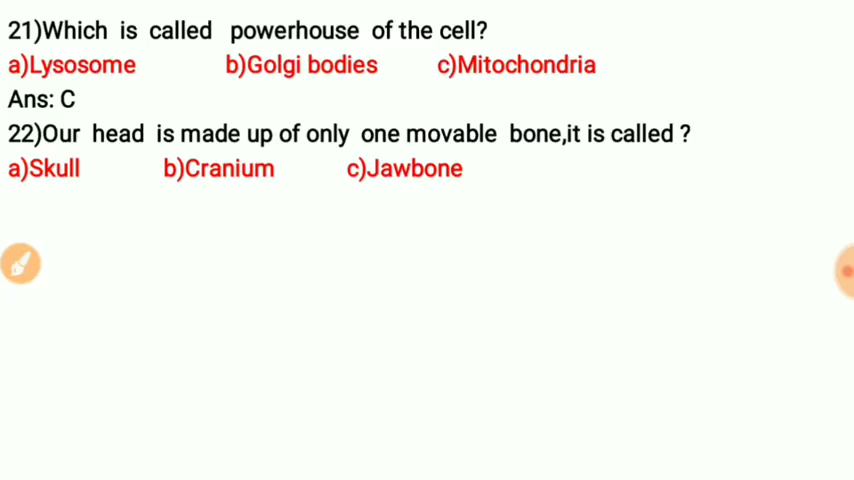 21)Which is called powerhouse of the cell?
a)Lysosome b)Golgi bodies c)Mitochondria
Ans: C
22)Our head is made up of only one movable bone,it is called ?
a)Skull b)Cranium c)Jawbone